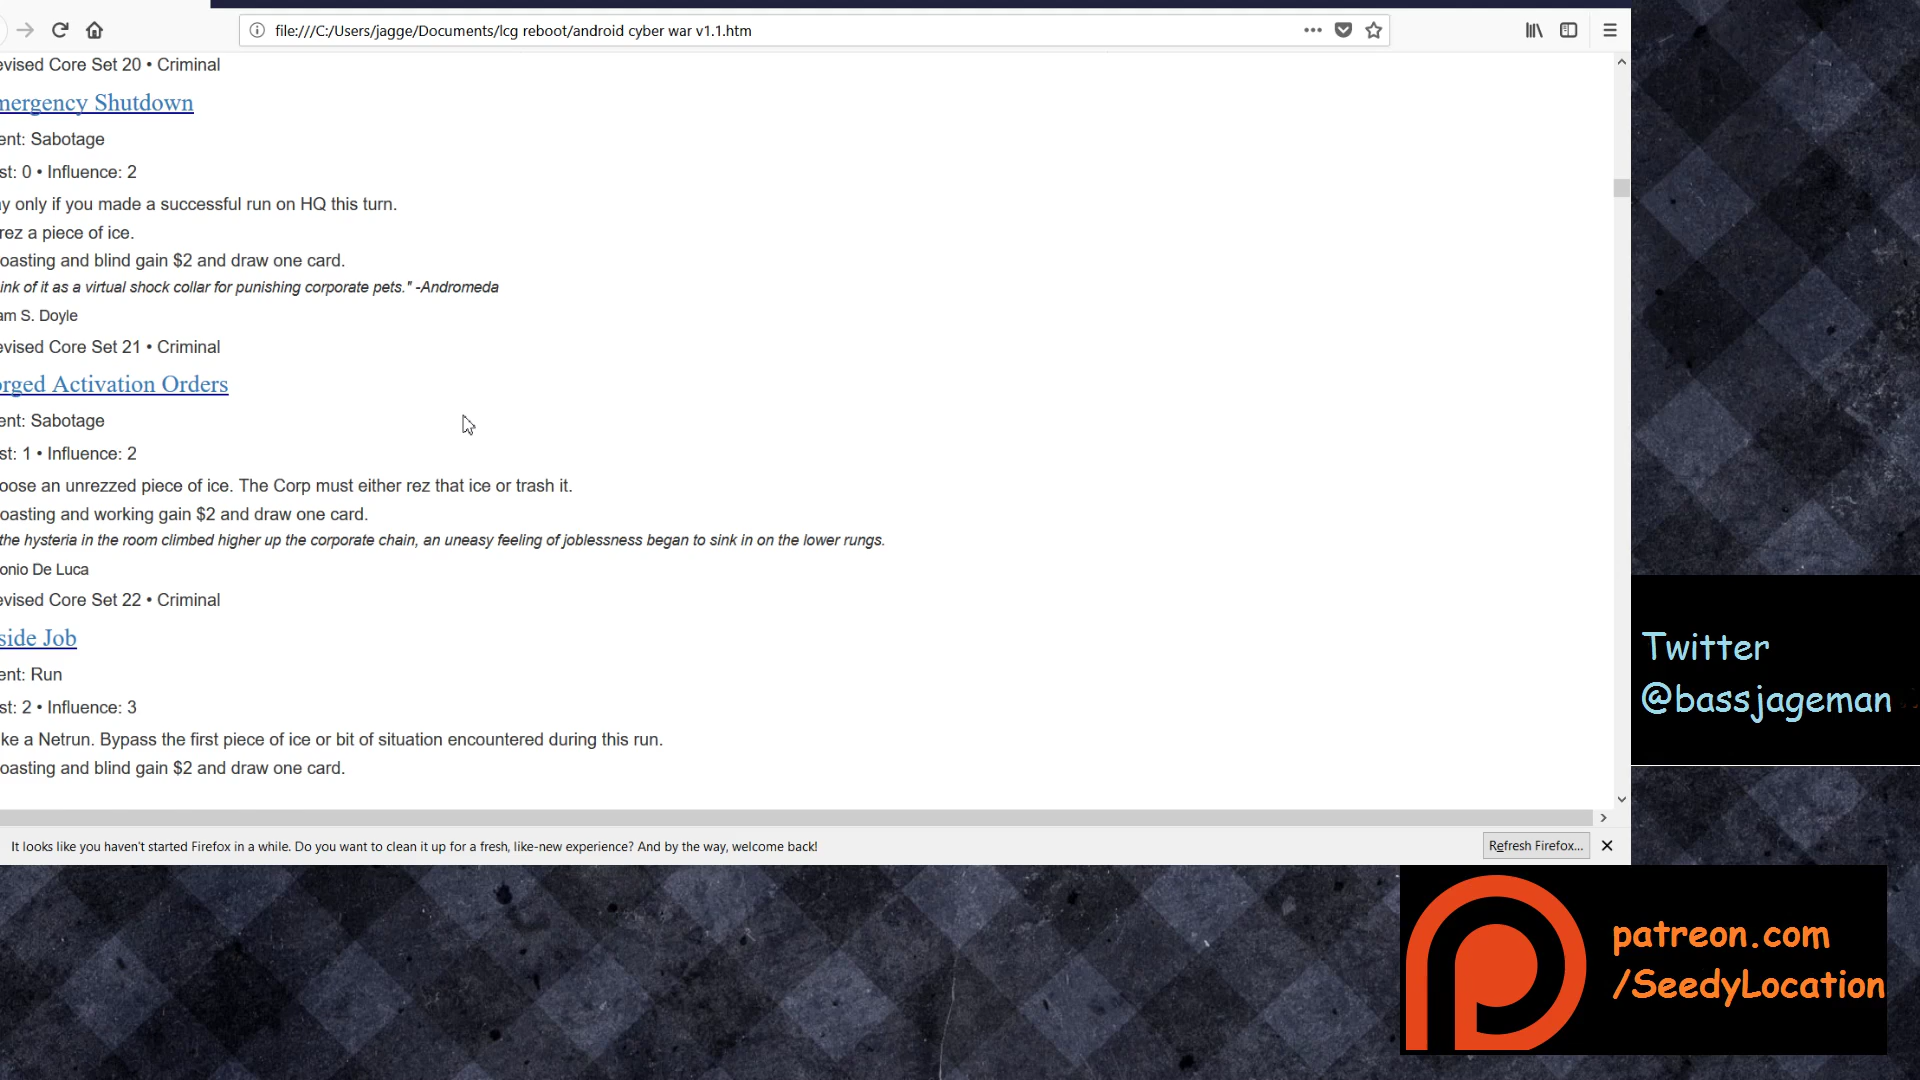 file:///C:/Users/jagge/Documents/lcg reboot/android cyber war v1.1.htm
evised Core Set 20 • Criminal
mergency Shutdown
ent: Sabotage
st: 0 • Influence: 2
y only if you made a successful run on HQ this turn.
rez a piece of ice.
oasting and blind gain $2 and draw one card.
ink of it as a virtual shock collar for punishing corporate pets." -Andromeda
am S. Doyle
evised Core Set 21 • Criminal
orged Activation Orders
ent: Sabotage
st: 1 • Influence: 2
oose an unrezzed piece of ice. The Corp must either rez that ice or trash it.
oasting and working gain $2 and draw one card.
the hysteria in the room climbed higher up the corporate chain, an uneasy feeling of joblessness began to sink in on the lower rungs.
onio De Luca
evised Core Set 22 • Criminal
side Job
ent: Run
st: 2 • Influence: 3
ke a Netrun. Bypass the first piece of ice or bit of situation encountered during this run.
oasting and blind gain $2 and draw one card.
It looks like you haven't started Firefox in a while. Do you want to clean it up for a fresh, like-new experience? And by the way, welcome back!
Refresh Firefox...
Twitter
@bassjageman
patreon.com
/SeedyLocation